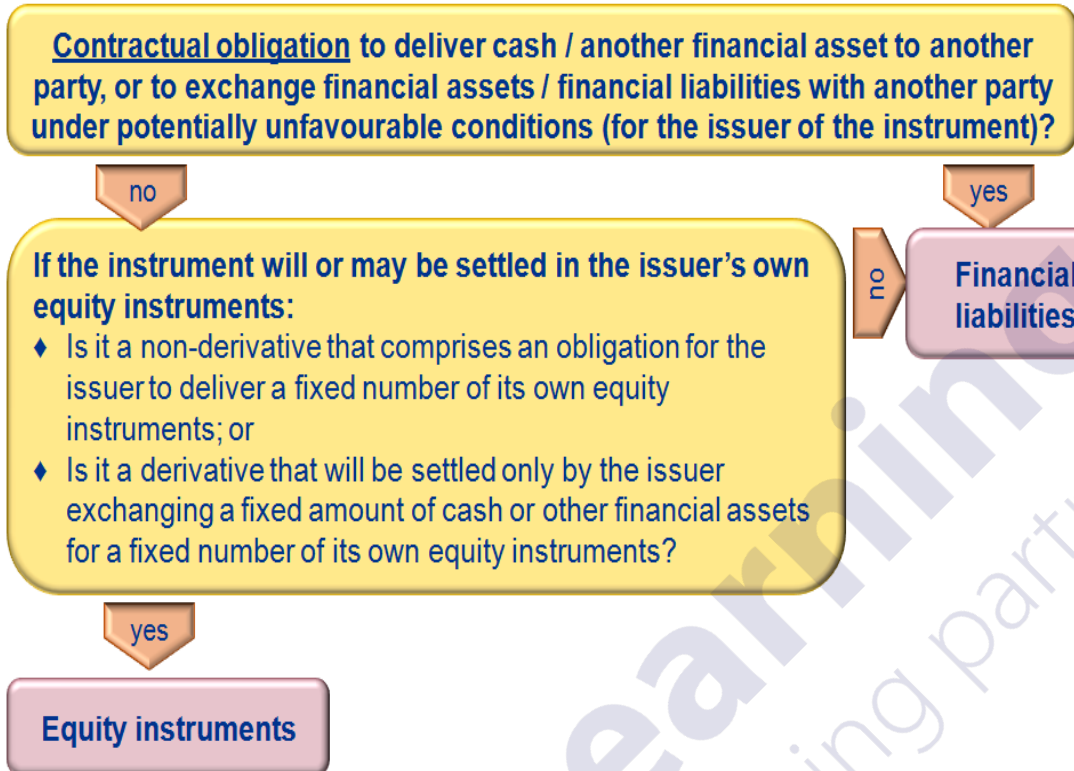 Contractual obligation to deliver cash / another financial asset to another
party, or to exchange financial assets / financial liabilities with another party
under potentially unfavourable conditions (for the issuer of the instrument)?
no
yes
If the instrument will or may be settled in the issuer's own
equity instruments:
♦ Is it a non-derivative that comprises an obligation for the
issuer to deliver a fixed number of its own equity
instruments; or
♦ Is it a derivative that will be settled only by the issuer
exchanging a fixed amount of cash or other financial assets
for a fixed number of its own equity instruments?
no
Financial
liabilities
yes
Equity instruments